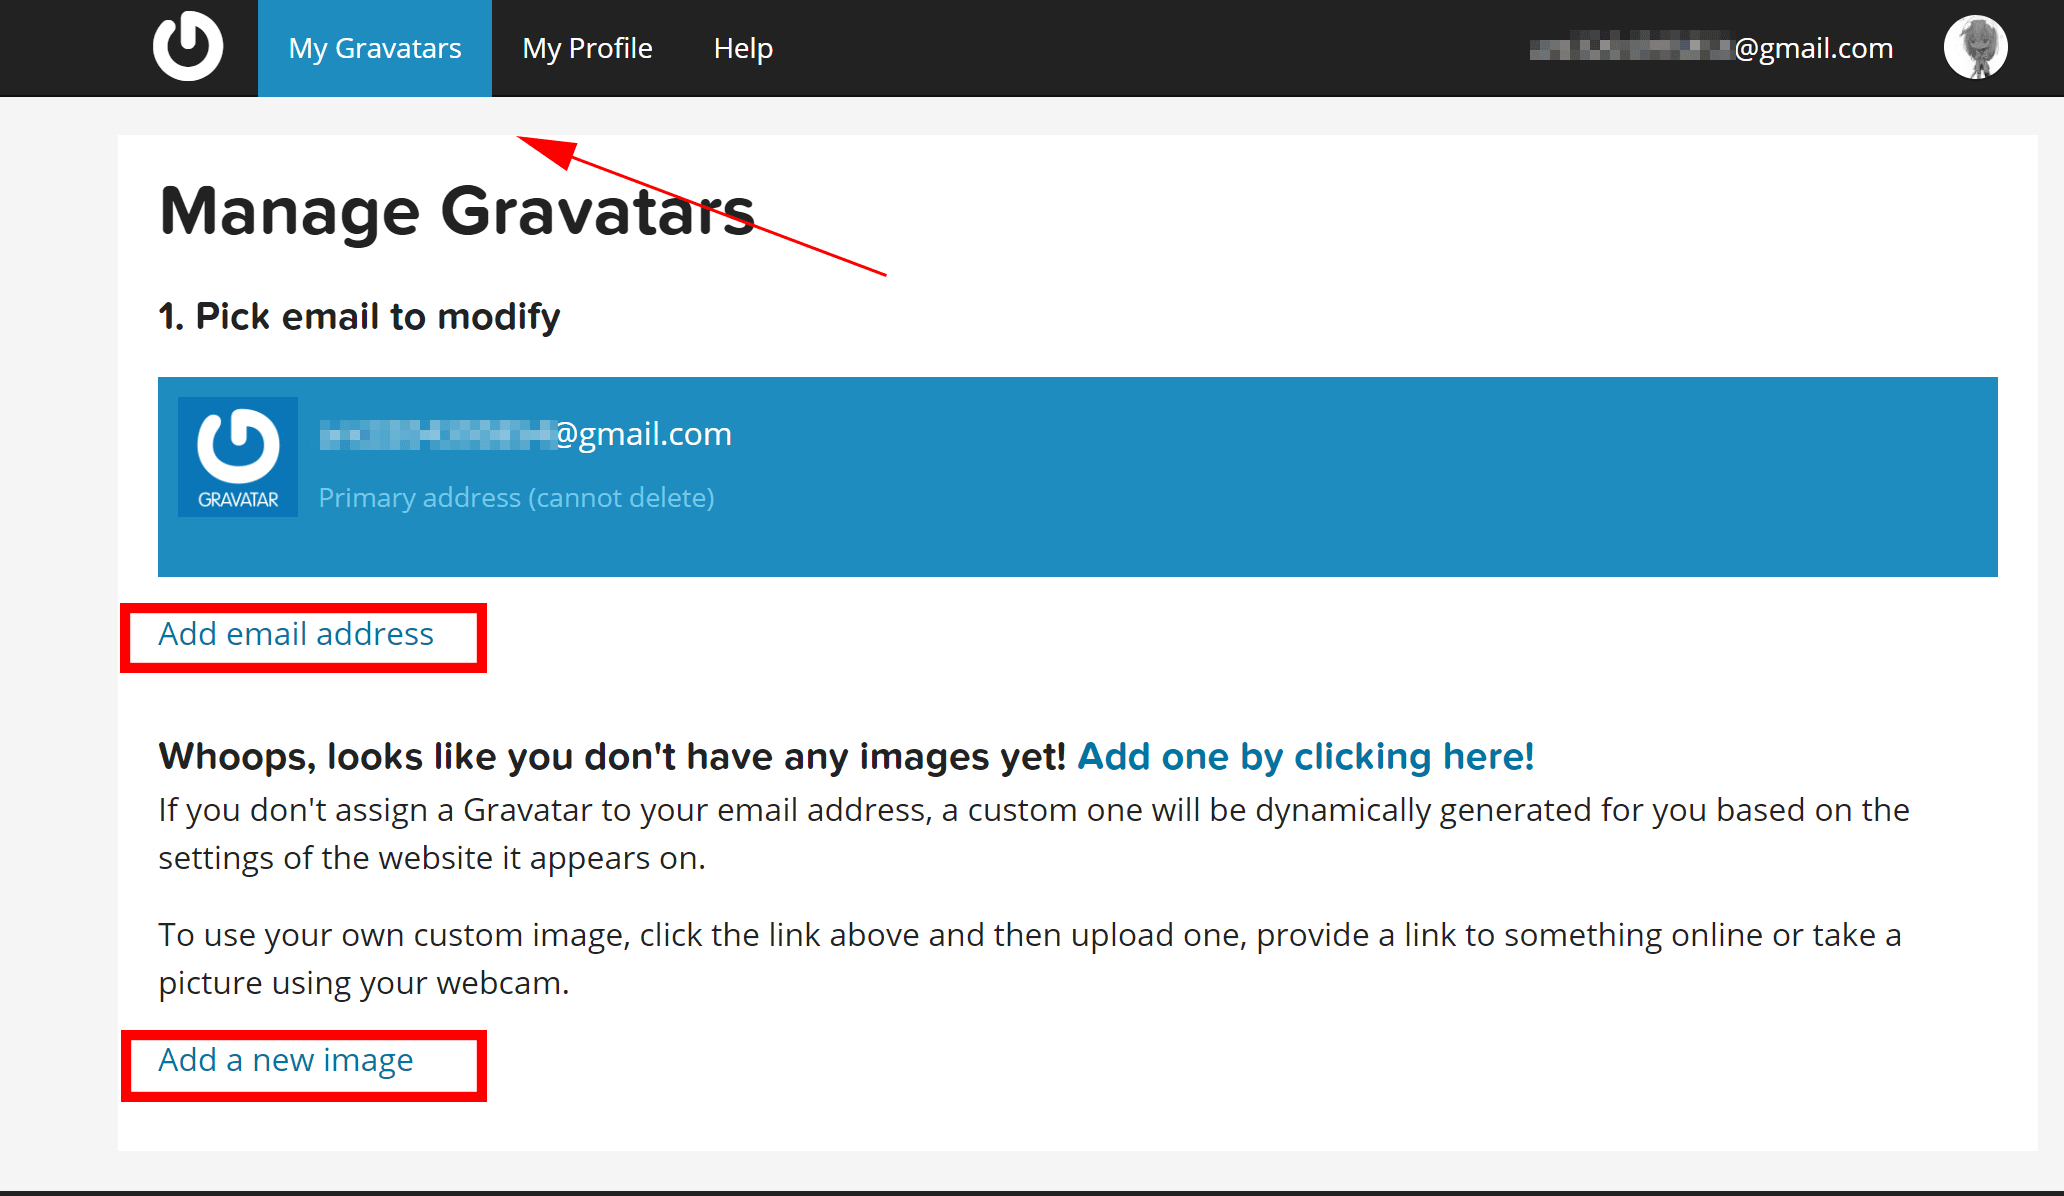 My Gravatars My Profile Help @gmail.com
Manage Gravatars
1. Pick email to modify
@gmail.com
GRAVATAR
Primary address (cannot delete)
Add email address
Whoops, looks like you don't have any images yet! Add one by clicking here!
If you don't assign a Gravatar to your email address, a custom one will be dynamically generated for you based on the
settings of the website it appears on.
To use your own custom image, click the link above and then upload one, provide a link to something online or take a
picture using your webcam.
Add a new image